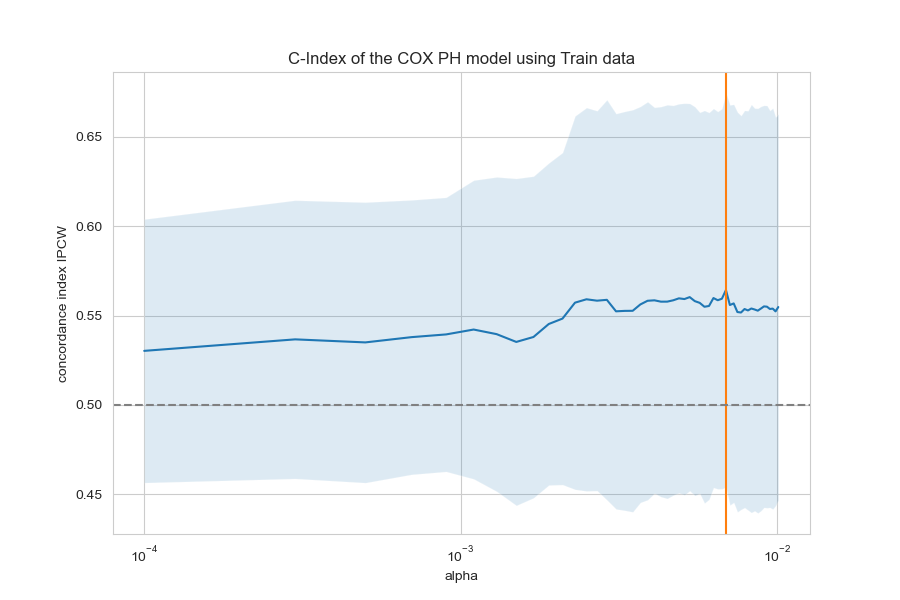 C-Index of the COX PH model using Train data
concordance index IPCW
0.65
0.60
0.55
0.50
0.45
10⁻⁴
10⁻³
10⁻²
alpha